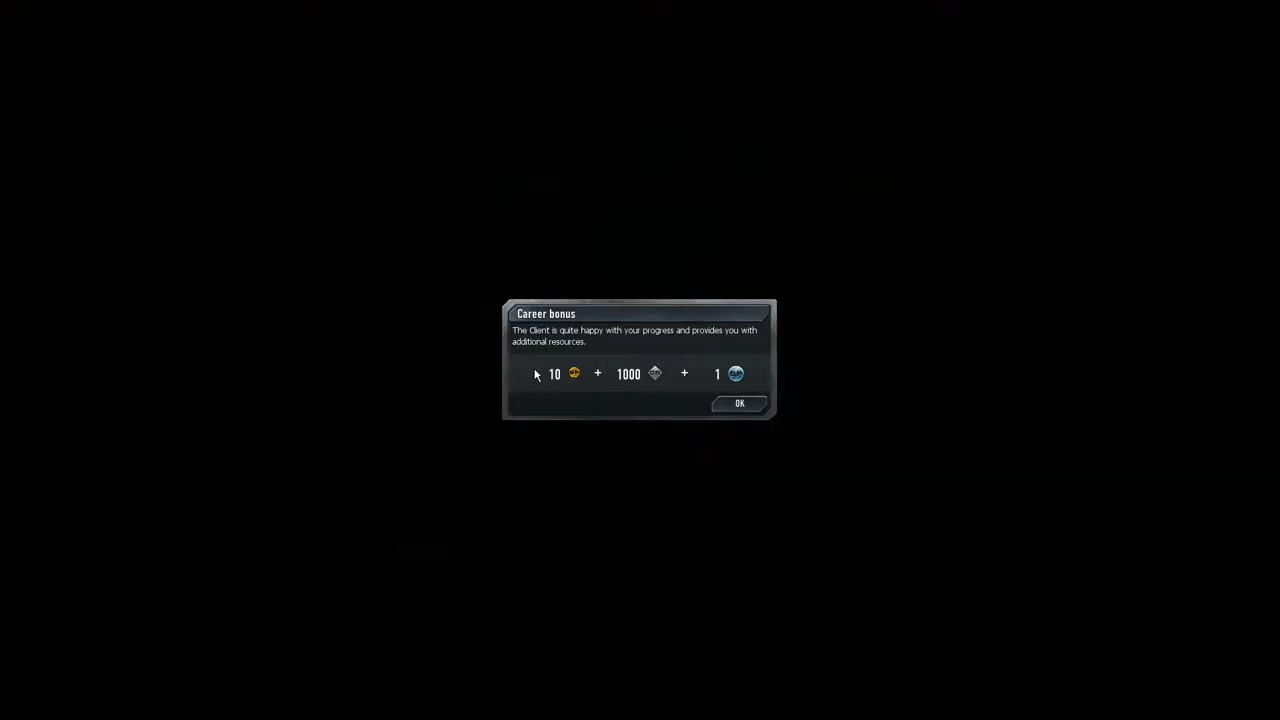 Career bonus
The Client is quite happy with your progress and provides you with
additional resources.
10 + 1000 + 1
OK